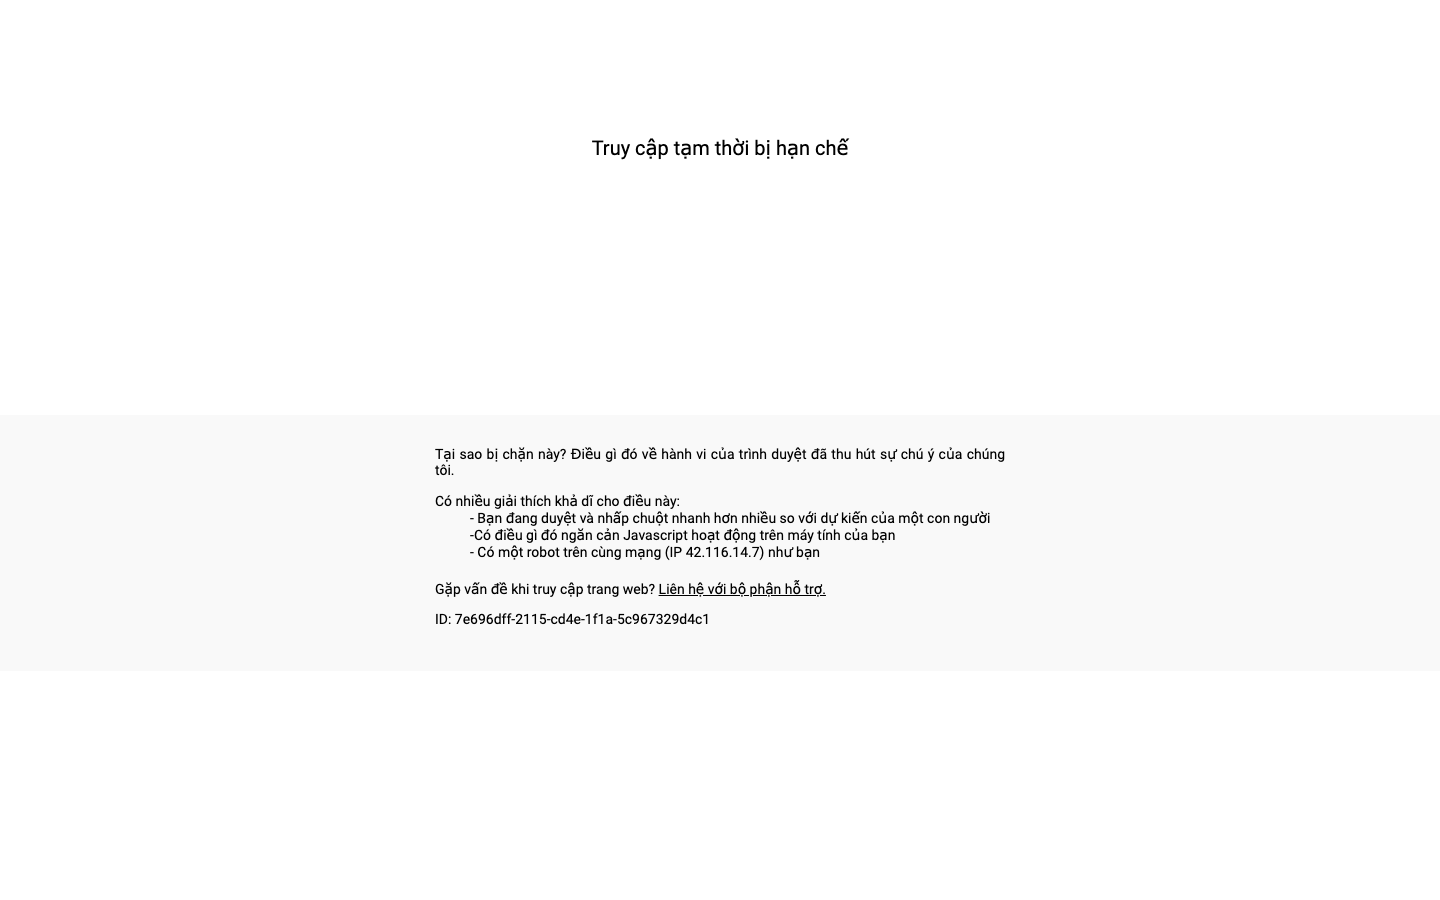 Truy cập tạm thời bị hạn chế
Tại sao bị chặn này? Điều gì đó về hành vi của trình duyệt đã thu hút sự chú ý của chúng
tôi.
Có nhiều giải thích khả dĩ cho điều này:
- Bạn đang duyệt và nhấp chuột nhanh hơn nhiều so với dự kiến của một con người
-Có điều gì đó ngăn cản Javascript hoạt động trên máy tính của bạn
- Có một robot trên cùng mạng (IP 42.116.14.7) như bạn
Gặp vấn đề khi truy cập trang web? Liên hệ với bộ phận hỗ trợ.
ID: 7e696dff-2115-cd4e-1f1a-5c967329d4c1